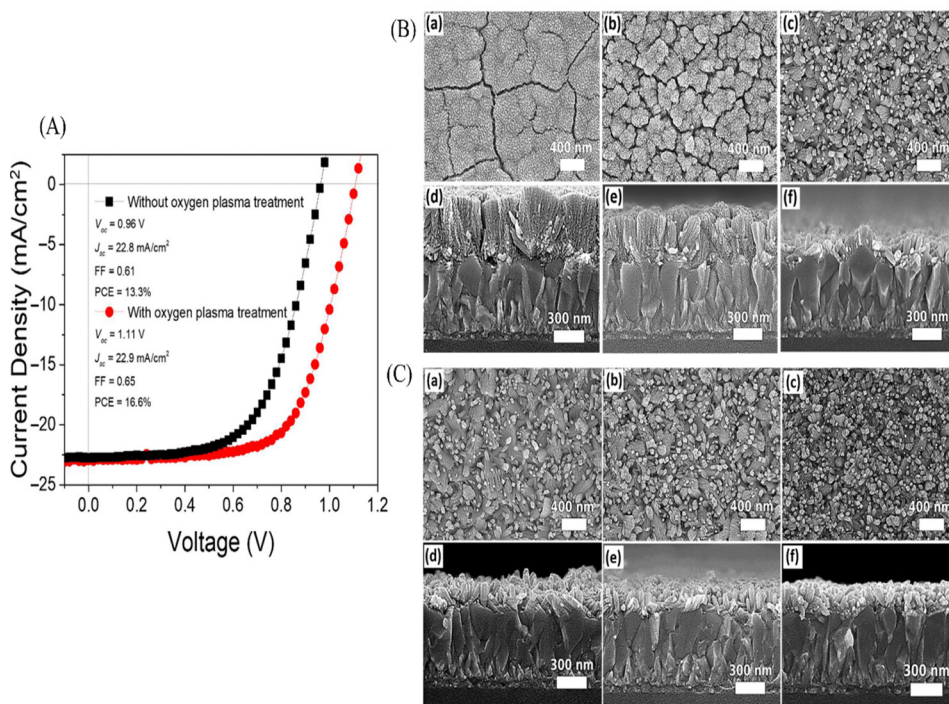 (A)
Current Density (mA/cm²)
0
−5
−10
−15
−20
−25
Without oxygen plasma treatment
Voc = 0.96 V
Jsc = 22.8 mA/cm²
FF = 0.61
PCE = 13.3%
With oxygen plasma treatment
Voc = 1.11 V
Jsc = 22.9 mA/cm²
FF = 0.65
PCE = 16.6%
0.0 0.2 0.4 0.6 0.8 1.0 1.2
Voltage (V)
(B)
(a) (b) (c)
400 nm 400 nm 400 nm
(d) (e) (f)
300 nm 300 nm 300 nm
(C)
(a) (b) (c)
400 nm 400 nm 400 nm
(d) (e) (f)
300 nm 300 nm 300 nm